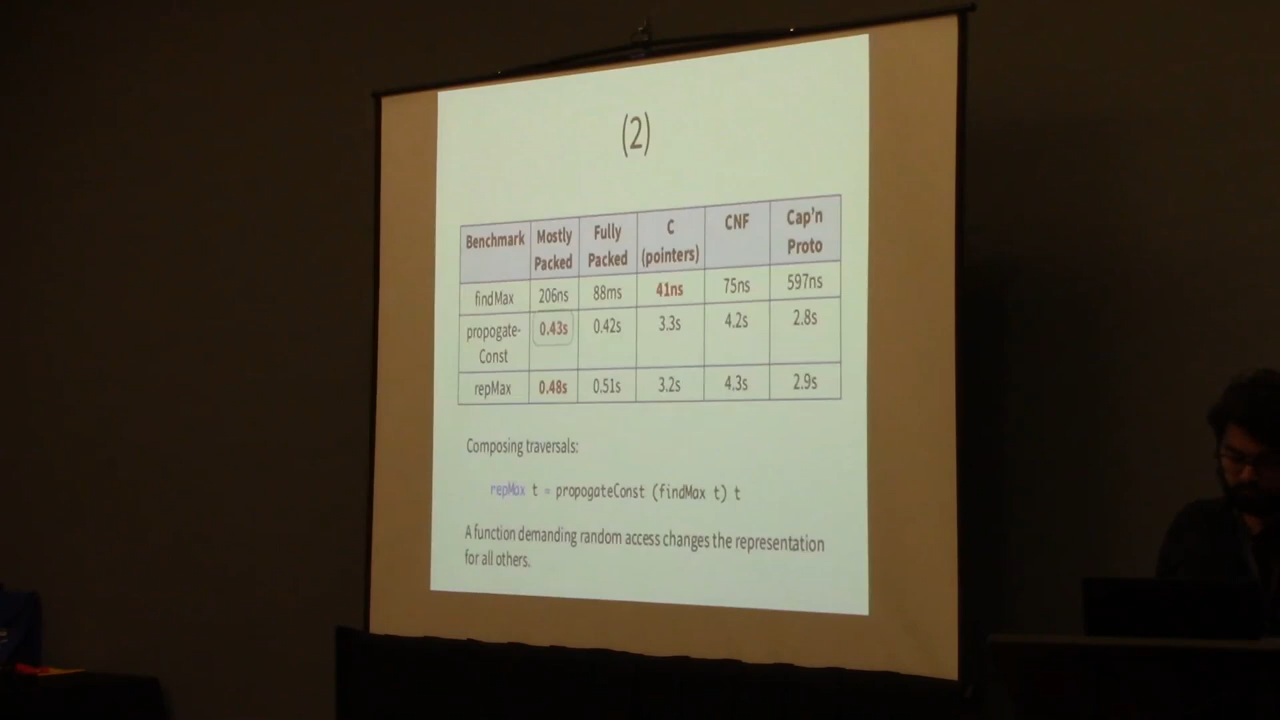 (2)
Benchmark Mostly Packed Fully Packed C (pointers) CNF Cap'n Proto
findMax 206ns 88ms 41ns 75ns 597ns
propogate-Const 0.43s 0.42s 3.3s 4.2s 2.8s
repMax 0.48s 0.51s 3.2s 4.3s 2.9s
Composing traversals:
repMax t = propogateConst (findMax t) t
A function demanding random access changes the representation
for all others.